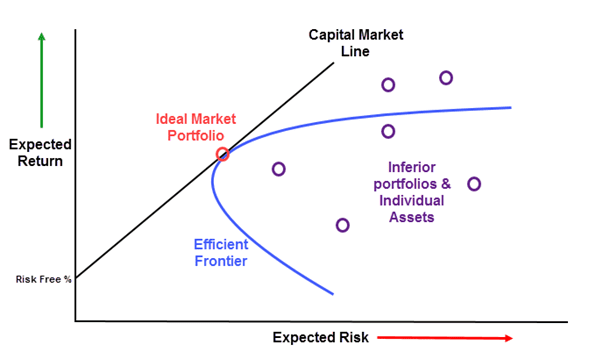 Capital Market
Line
Ideal Market
Portfolio
Expected
Return
Inferior
portfolios &
Individual
Assets
Efficient
Frontier
Risk Free %
Expected Risk